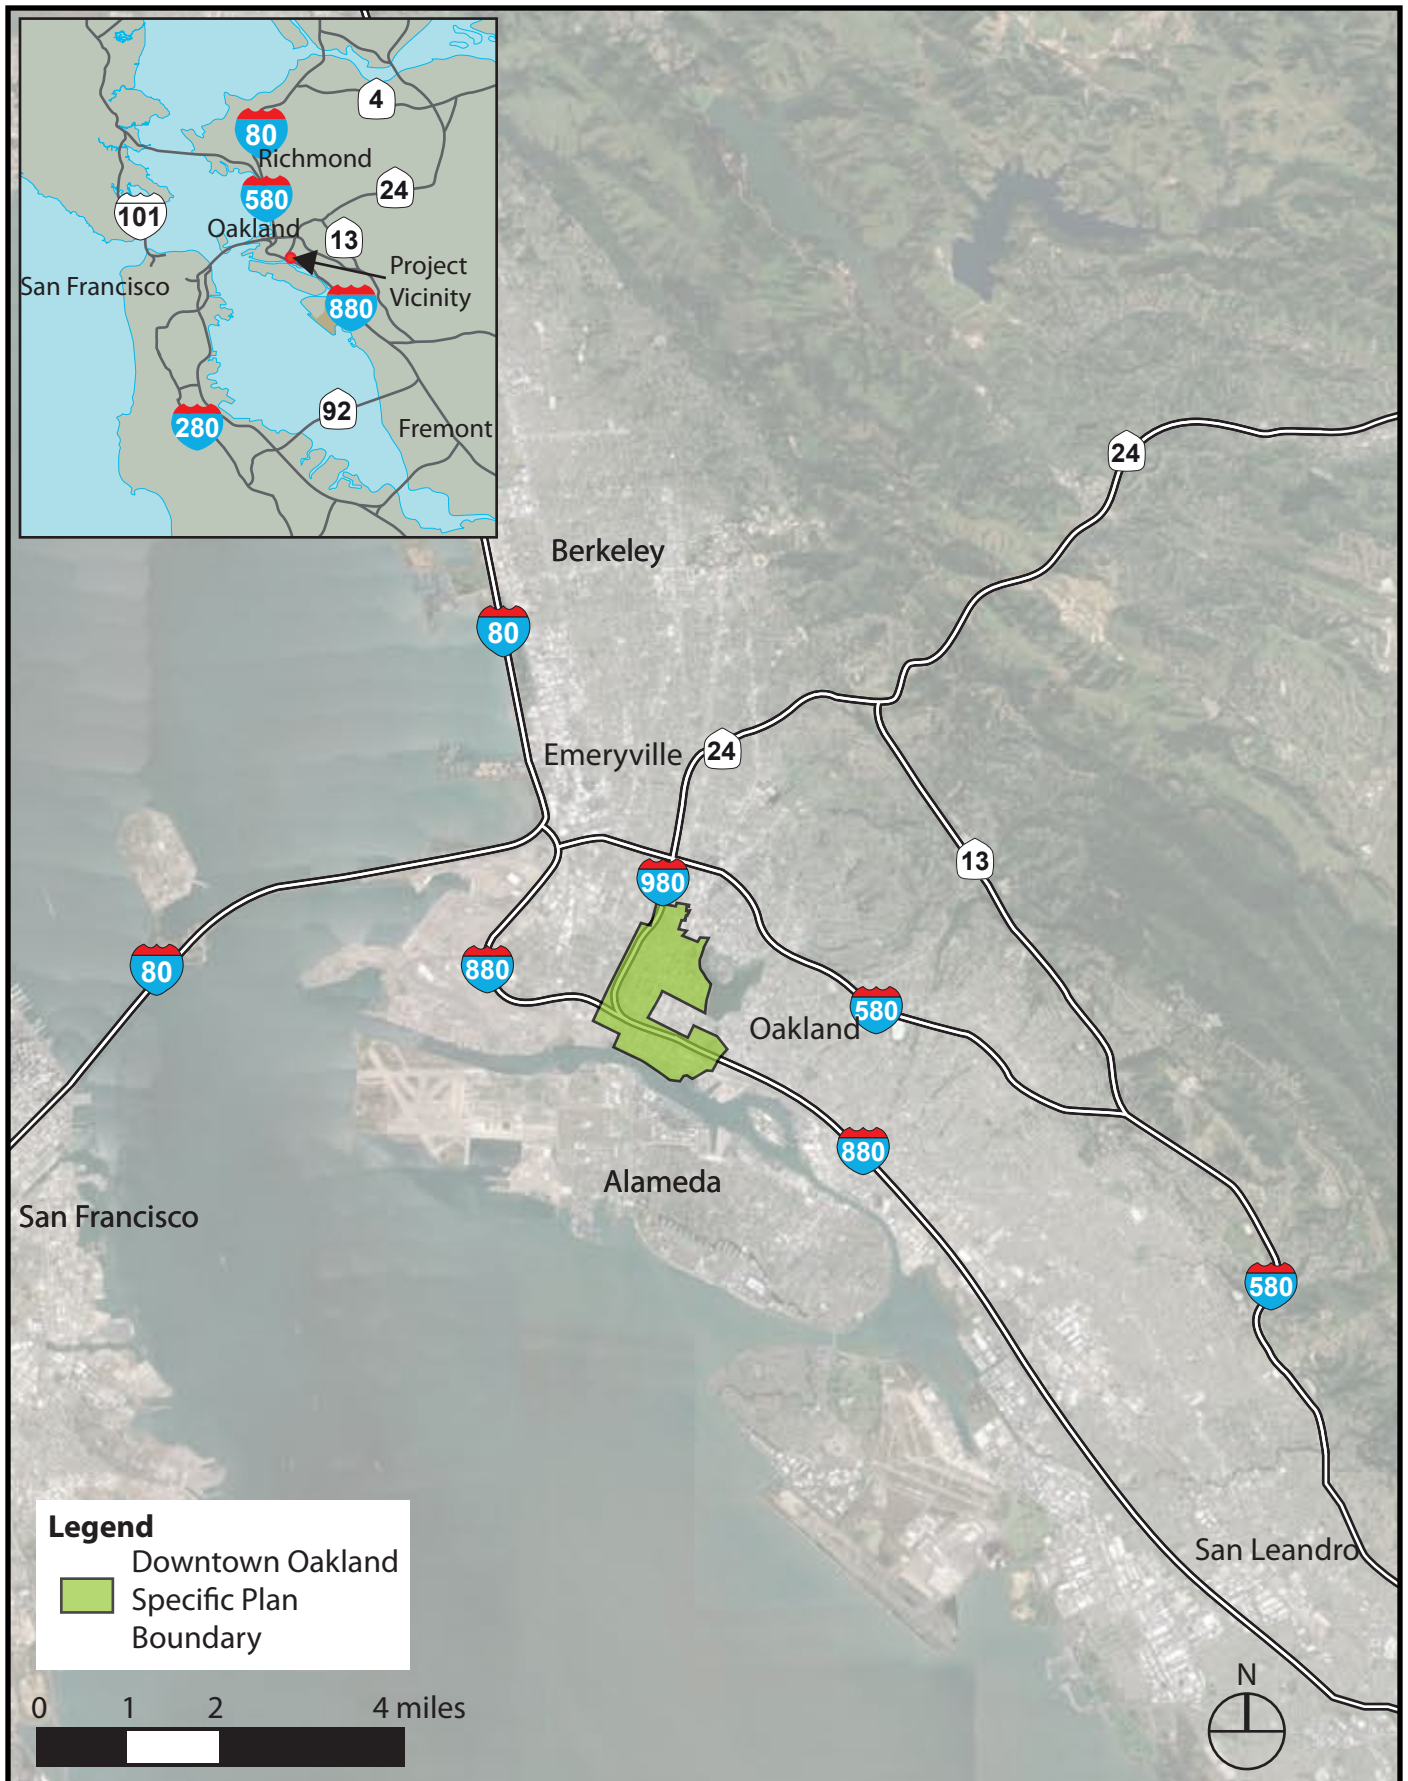 4
80
Richmond
580
24
101
Oakland
13
Project
Vicinity
San Francisco
880
92
280
Fremont
24
Berkeley
80
Emeryville
24
13
980
80
880
580
Oakland
880
Alameda
San Francisco
580
Legend
Downtown Oakland
Specific Plan
Boundary
San Leandro
N
0 1 2 4 miles